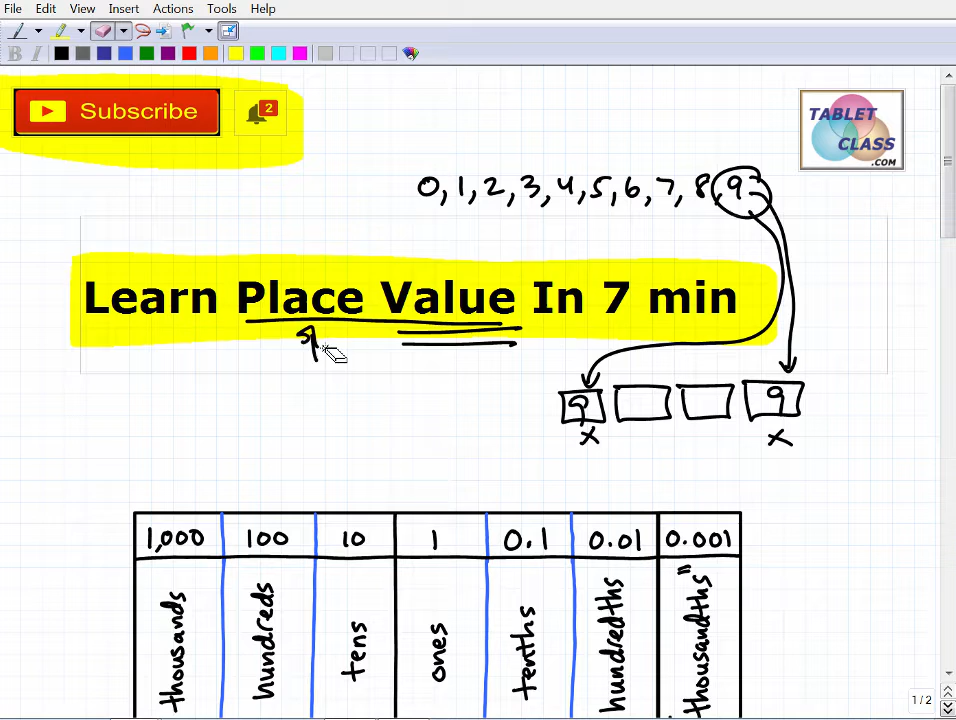 File Edit View Insert Actions Tools Help
B I
Subscribe 2
TABLET
CLASS
.COM
0, 1, 2, 3, 4, 5, 6, 7, 8, 9
Learn Place Value In 7 min
9 9
x x
1,000 100 10 1 0.1 0.01 0.001
thousands hundreds tens ones tenths hundredths "thousandths"
1 / 2